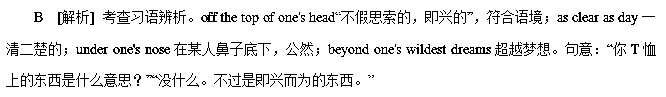 B [解析] 考查习语辨析。off the top of one's head“不假思索的，即兴的”，符合语境；as clear as day 一
清二楚的；under one's nose 在某人鼻子底下，公然；beyond one's wildest dreams 超越梦想。句意：“你 T 恤
上的东西是什么意思？”“没什么。不过是即兴而为的东西。”